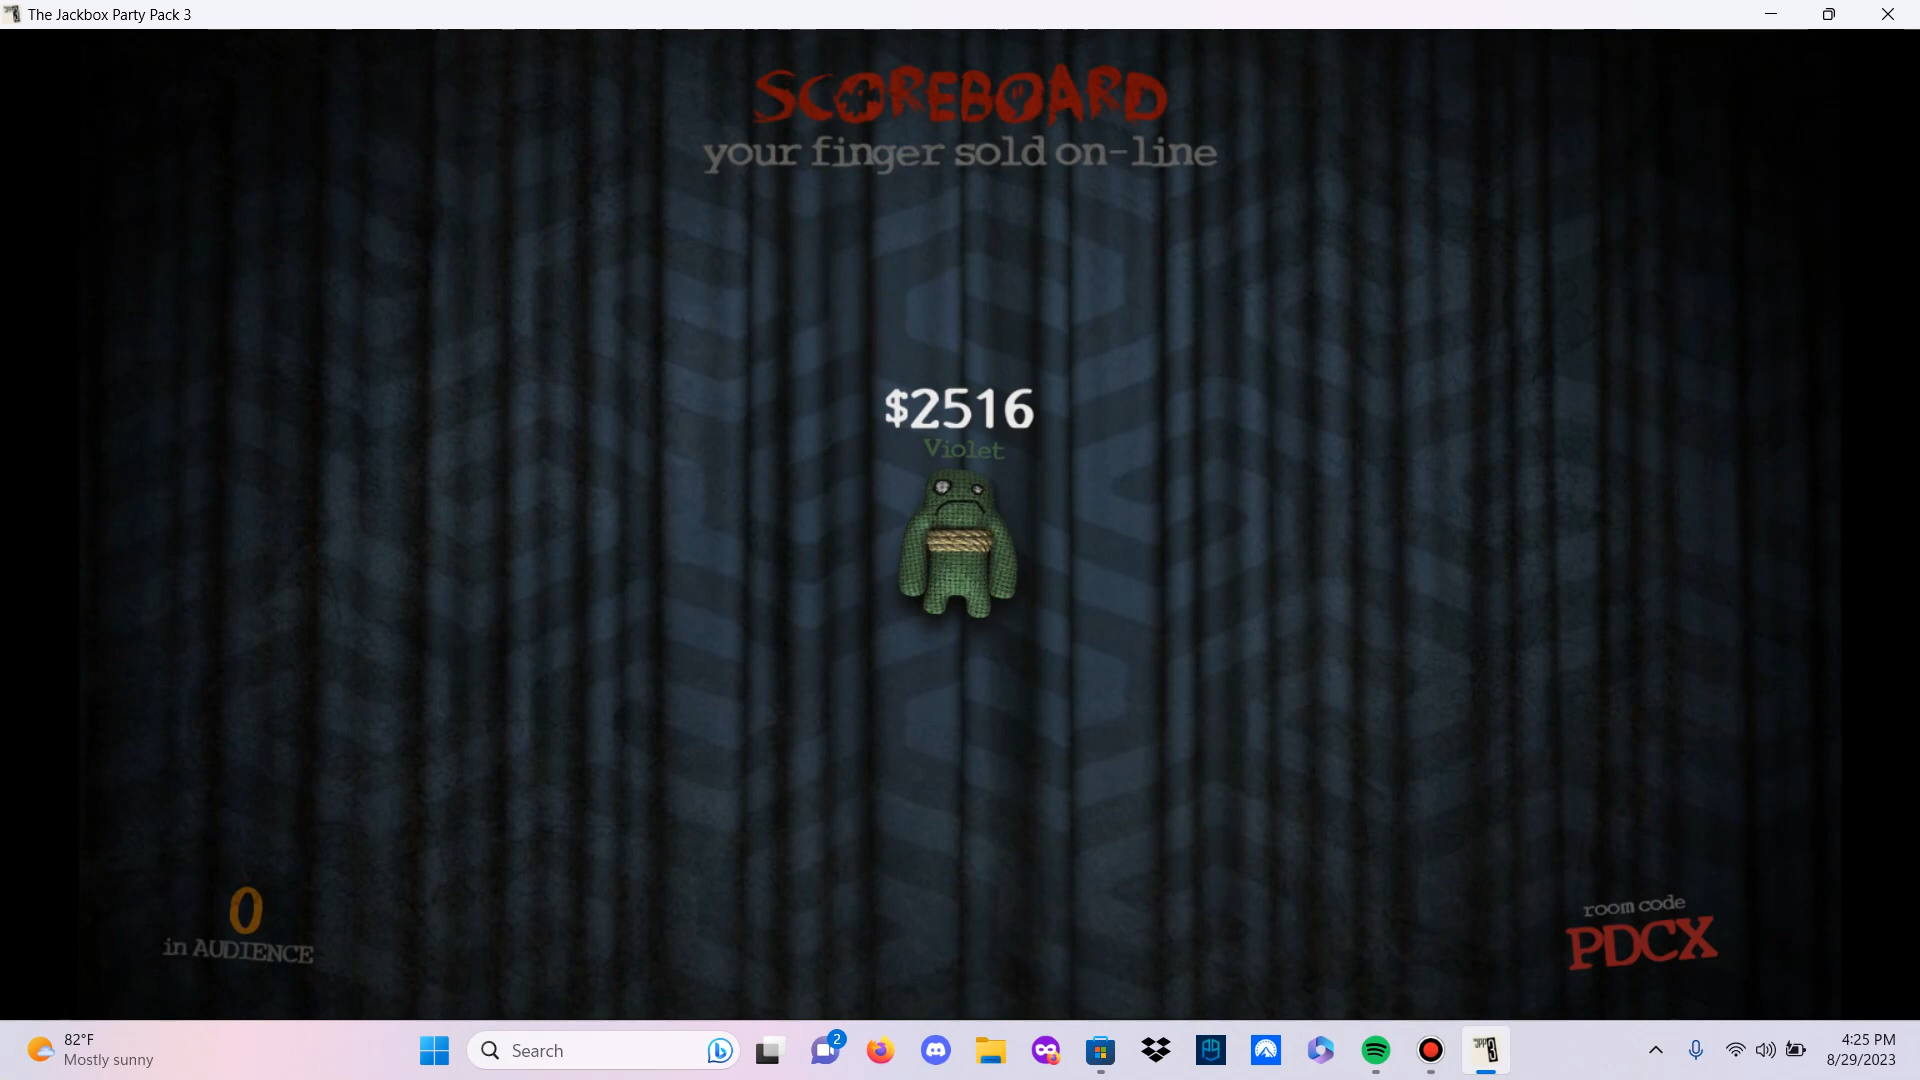 The Jackbox Party Pack 3
SCOREBOARD
your finger sold on-line
$2516
Violet
0
in AUDIENCE
room code
PDCX
82°F
Mostly sunny
Search
2
4:25 PM
8/29/2023